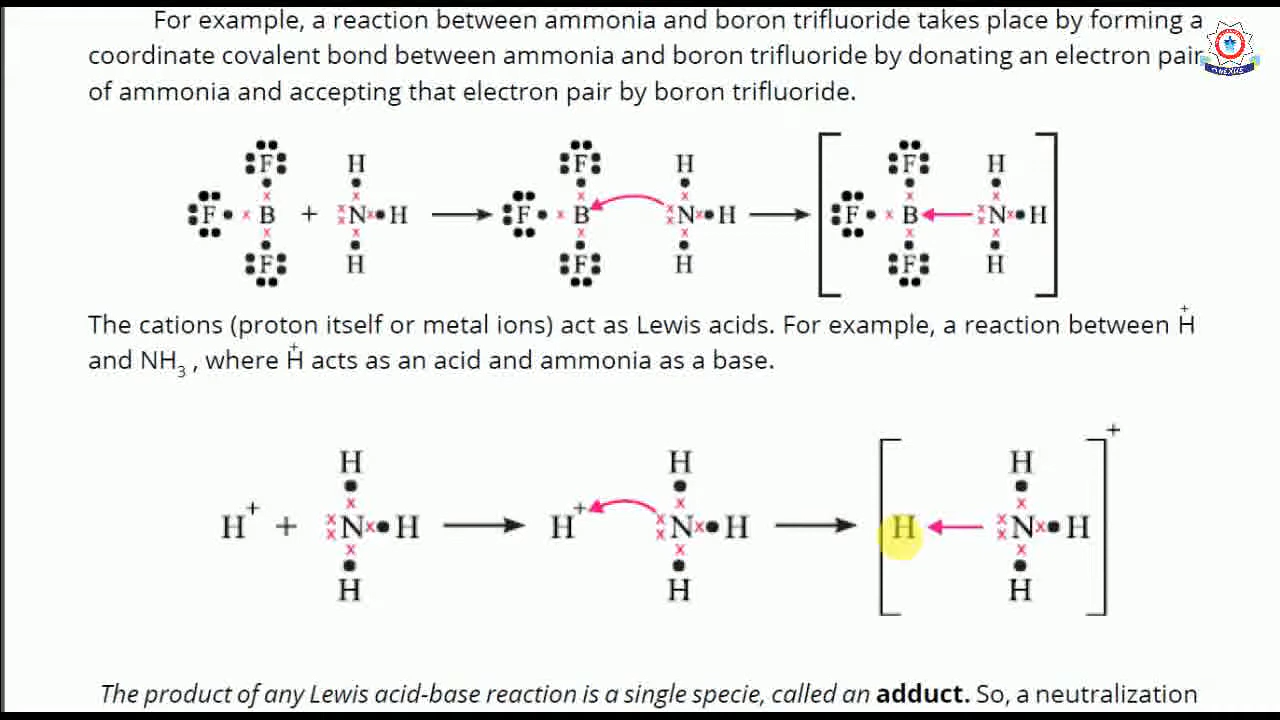 For example, a reaction between ammonia and boron trifluoride takes place by forming a
coordinate covalent bond between ammonia and boron trifluoride by donating an electron pair
of ammonia and accepting that electron pair by boron trifluoride.
F H F H F H
F B + N H F B N H F B N H
F H F H F H
The cations (proton itself or metal ions) act as Lewis acids. For example, a reaction between H⁺
and NH₃ , where H⁺ acts as an acid and ammonia as a base.
H H H +
H⁺ + N H H⁺ N H H N H
H H H
The product of any Lewis acid-base reaction is a single specie, called an adduct. So, a neutralization